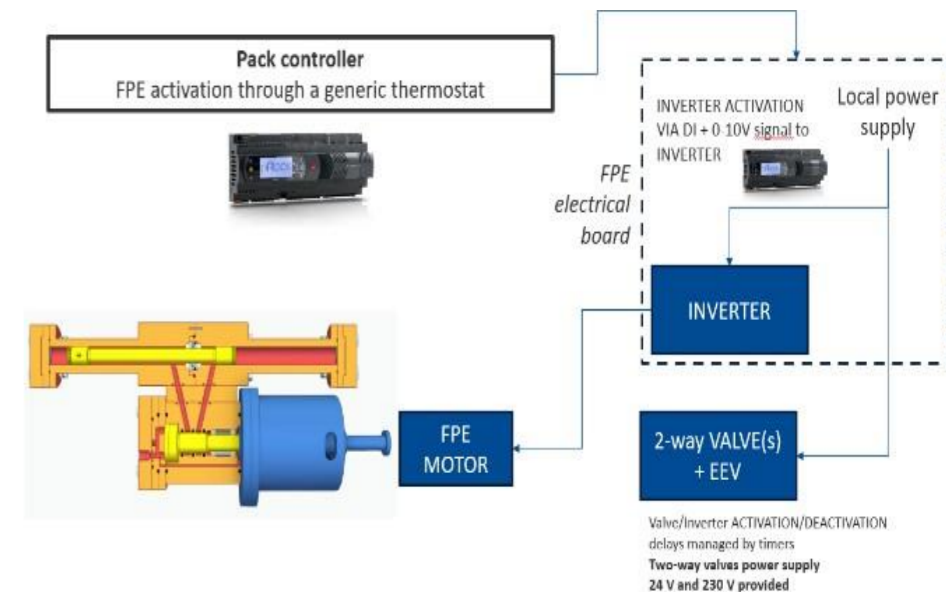 Pack controller
FPE activation through a generic thermostat
INVERTER ACTIVATION
VIA DI + 0-10V signal to
INVERTER
Local power
supply
FPE
electrical
board
INVERTER
FPE
MOTOR
2-way VALVE(s)
+ EEV
Valve/Inverter ACTIVATION/DEACTIVATION
delays managed by timers
Two-way valves power supply
24 V and 230 V provided